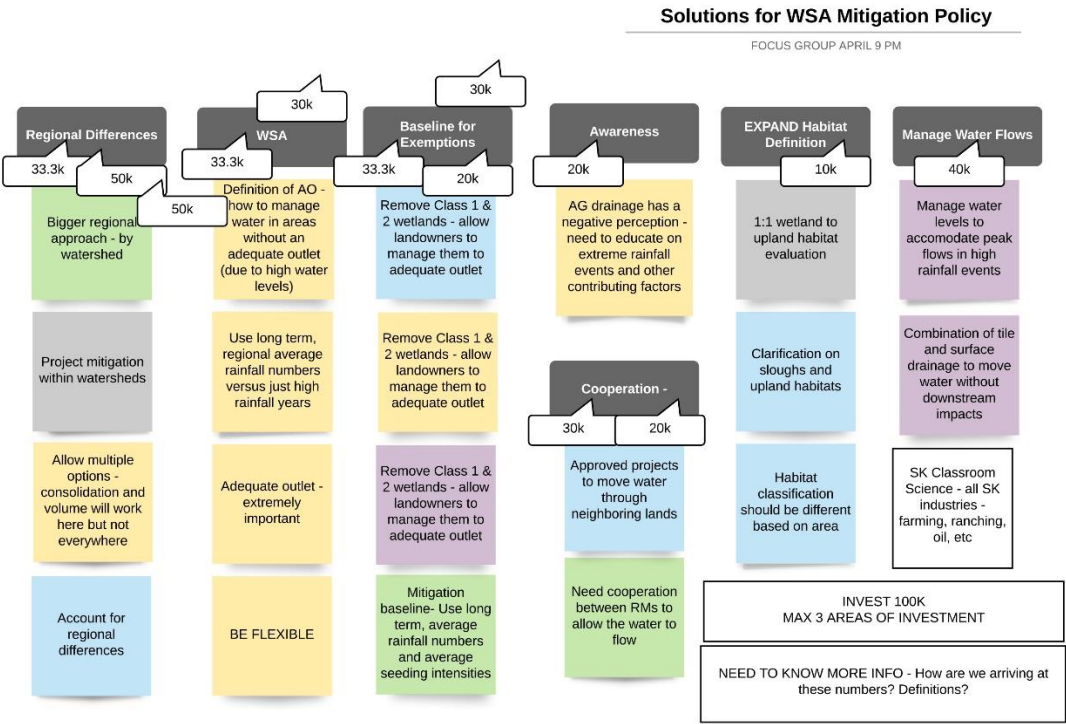 Solutions for WSA Mitigation Policy
FOCUS GROUP APRIL 9 PM
Regional Differences
33.3k
50k
50k
Bigger regional
approach - by
watershed
Project mitigation
within watersheds
Allow multiple
options -
consolidation and
volume will work
here but not
everywhere
Account for
regional
differences
30k
WSA
33.3k
Definition of AO -
how to manage
water in areas
without an
adequate outlet
(due to high water
levels)
Use long term,
regional average
rainfall numbers
versus just high
rainfall years
Adequate outlet -
extremely
important
BE FLEXIBLE
30k
Baseline for
Exemptions
33.3k
20k
Remove Class 1 &
2 wetlands - allow
landowners to
manage them to
adequate outlet
Remove Class 1 &
2 wetlands - allow
landowners to
manage them to
adequate outlet
Remove Class 1 &
2 wetlands - allow
landowners to
manage them to
adequate outlet
Mitigation
baseline- Use long
term, average
rainfall numbers
and average
seeding intensities
Awareness
20k
AG drainage has a
negative perception -
need to educate on
extreme rainfall
events and other
contributing factors
Cooperation -
30k
20k
Approved projects
to move water
through
neighboring lands
Need cooperation
between RMs to
allow the water to
flow
EXPAND Habitat
Definition
10k
1:1 wetland to
upland habitat
evaluation
Clarification on
sloughs and
upland habitats
Habitat
classification
should be different
based on area
Manage Water Flows
40k
Manage water
levels to
accomodate peak
flows in high
rainfall events
Combination of tile
and surface
drainage to move
water without
downstream
impacts
SK Classroom
Science - all SK
industries -
farming, ranching,
oil, etc
INVEST 100K
MAX 3 AREAS OF INVESTMENT
NEED TO KNOW MORE INFO - How are we arriving at
these numbers? Definitions?